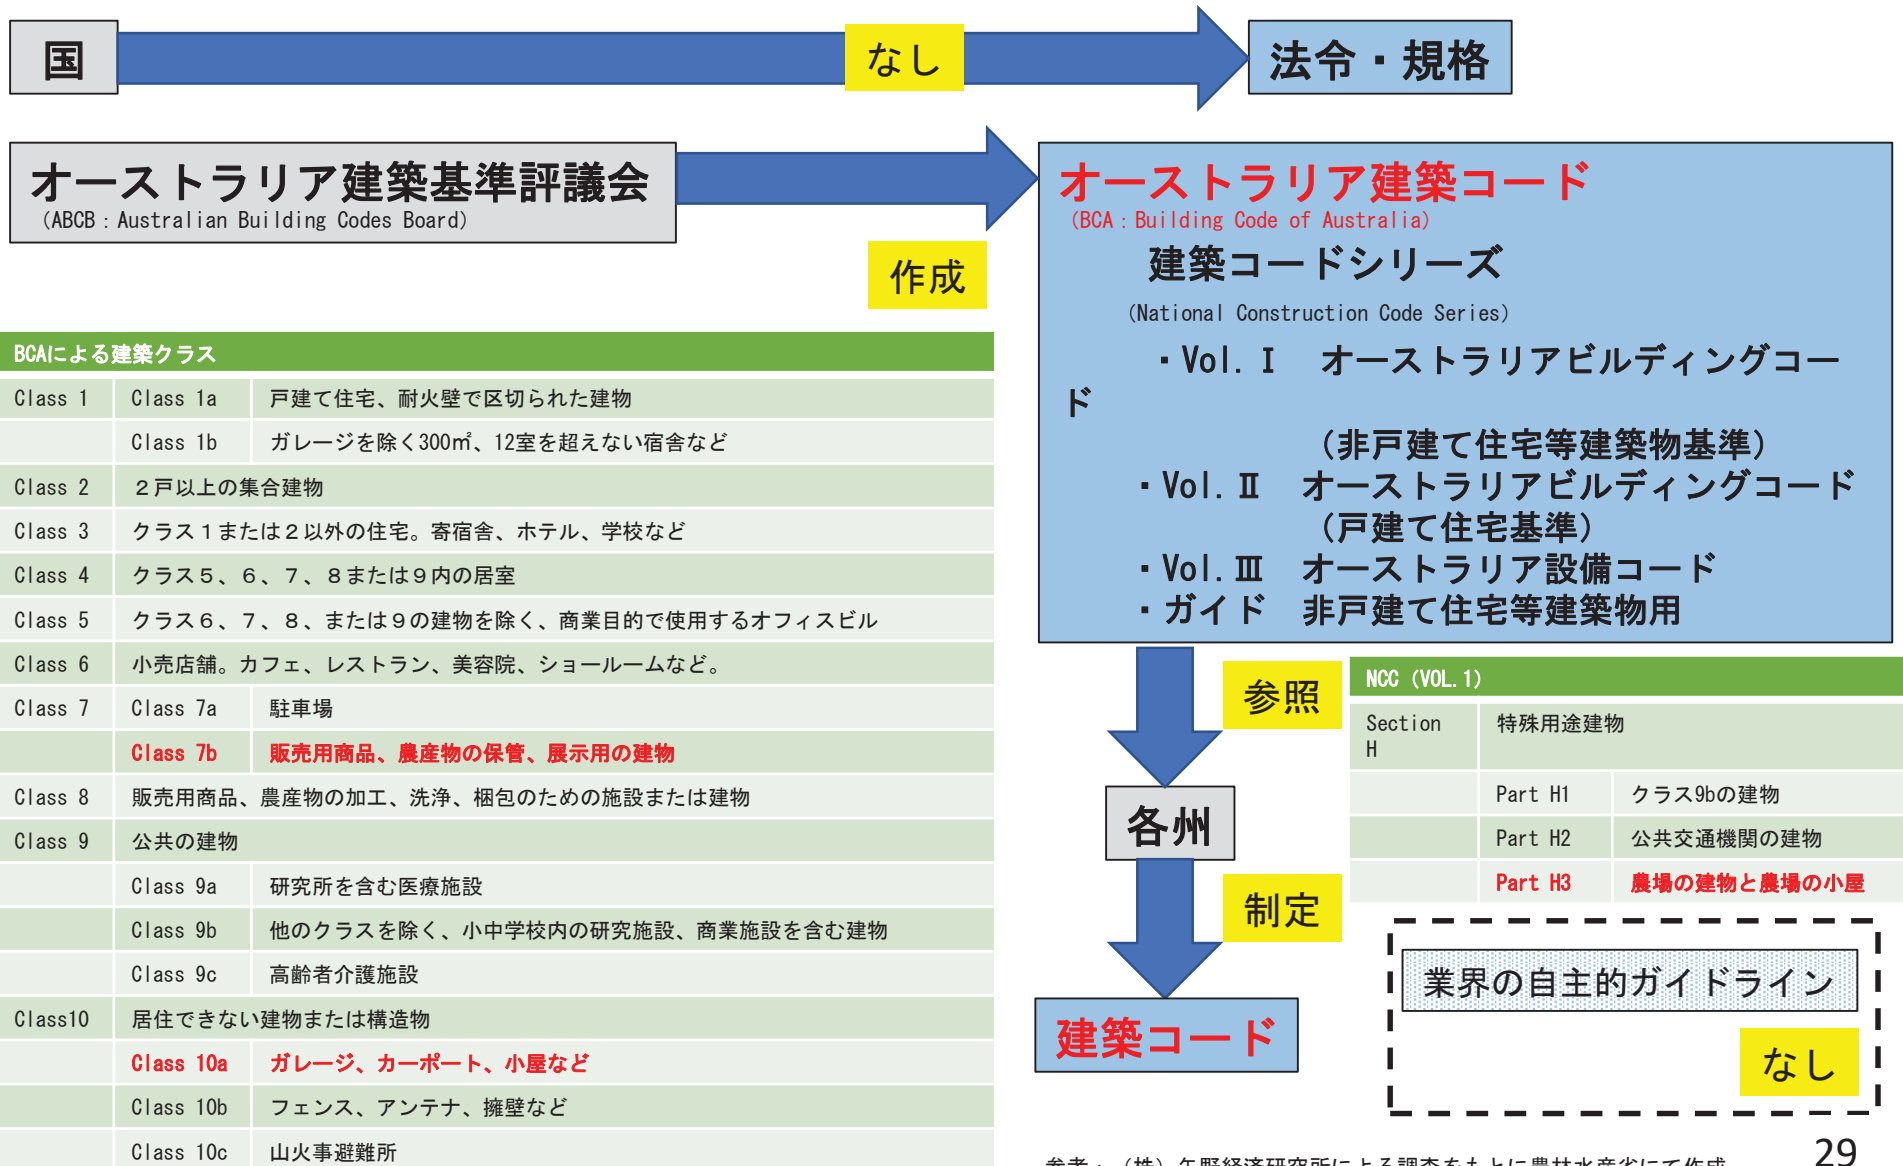 国
なし
法令・規格
オーストラリア建築基準評議会
（ABCB：Australian Building Codes Board）
作成
オーストラリア建築コード
（BCA：Building Code of Australia）
建築コードシリーズ
（National Construction Code Series）
・Vol.Ⅰ　オーストラリアビルディングコー
ド
（非戸建て住宅等建築物基準）
・Vol.Ⅱ　オーストラリアビルディングコード
（戸建て住宅基準）
・Vol.Ⅲ　オーストラリア設備コード
・ガイド　非戸建て住宅等建築物用
BCAによる建築クラス
Class 1　Class 1a　戸建て住宅、耐火壁で区切られた建物
Class 1b　ガレージを除く300㎡、12室を超えない宿舎など
Class 2　２戸以上の集合建物
Class 3　クラス１または２以外の住宅。寄宿舎、ホテル、学校など
Class 4　クラス５、６、７、８または９内の居室
Class 5　クラス６、７、８、または９の建物を除く、商業目的で使用するオフィスビル
Class 6　小売店舗。カフェ、レストラン、美容院、ショールームなど。
Class 7　Class 7a　駐車場
Class 7b　販売用商品、農産物の保管、展示用の建物
Class 8　販売用商品、農産物の加工、洗浄、梱包のための施設または建物
Class 9　公共の建物
Class 9a　研究所を含む医療施設
Class 9b　他のクラスを除く、小中学校内の研究施設、商業施設を含む建物
Class 9c　高齢者介護施設
Class10　居住できない建物または構造物
Class 10a　ガレージ、カーポート、小屋など
Class 10b　フェンス、アンテナ、擁壁など
Class 10c　山火事避難所
参照
各州
制定
建築コード
NCC（VOL.1）
Section　特殊用途建物
H
Part H1　クラス9bの建物
Part H2　公共交通機関の建物
Part H3　農場の建物と農場の小屋
業界の自主的ガイドライン
なし
参考：（株）矢野経済研究所による調査をもとに農林水産省にて作成
29